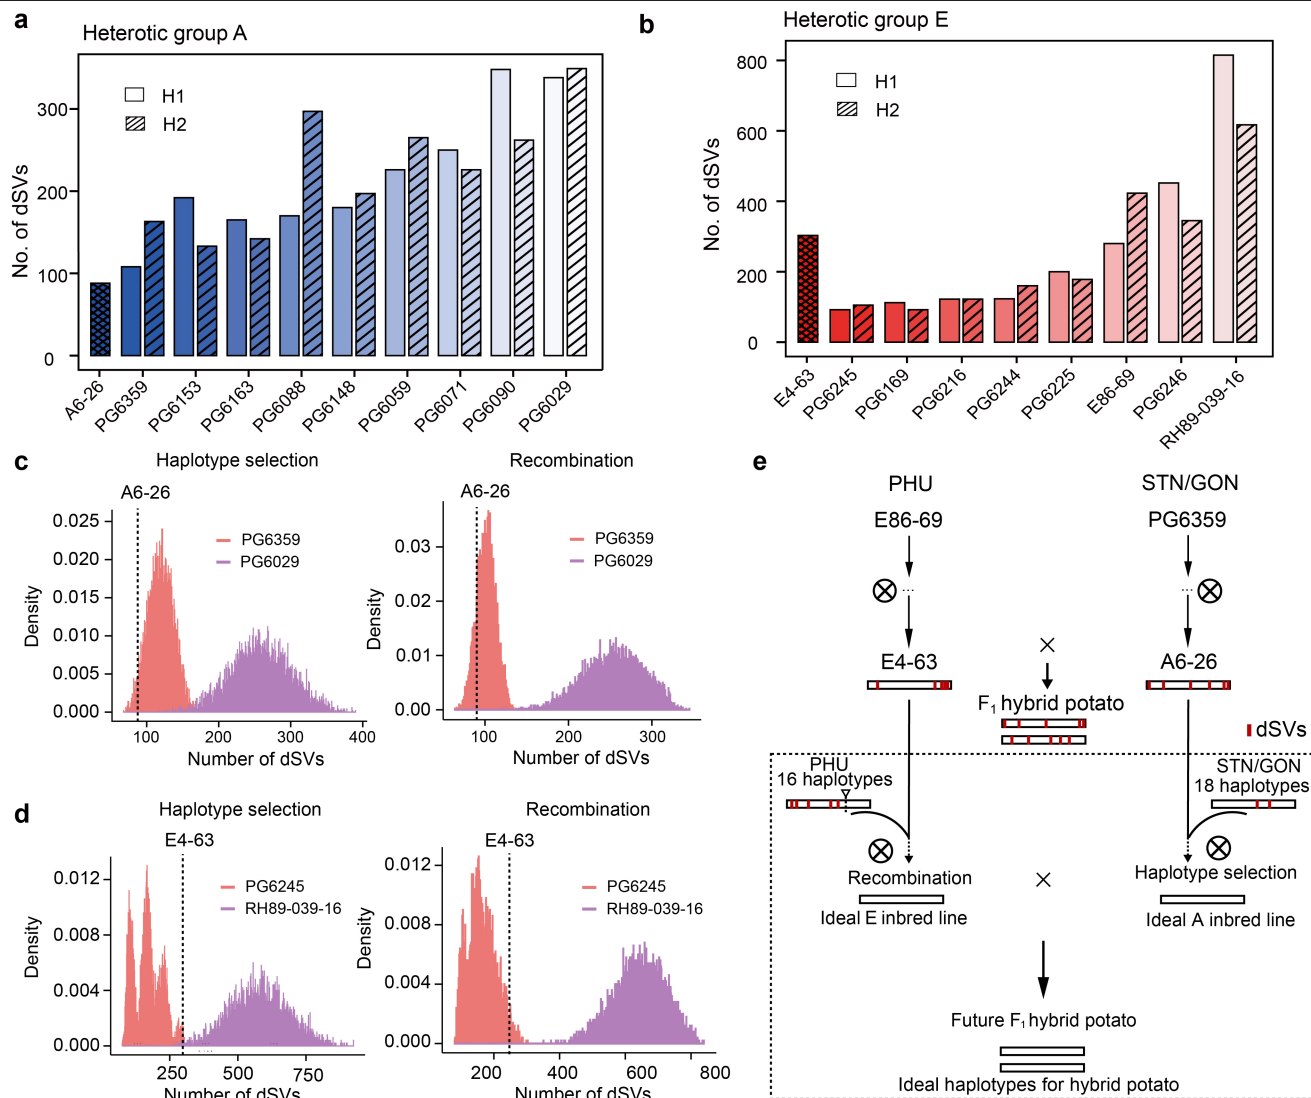 a
Heterotic group A
H1
H2
No. of dSVs
300
200
100
0
A6-26
PG6359
PG6153
PG6163
PG6088
PG6148
PG6059
PG6071
PG6090
PG6029
b
Heterotic group E
H1
H2
No. of dSVs
800
600
400
200
0
E4-63
PG6245
PG6169
PG6216
PG6244
PG6225
E86-69
PG6246
RH89-039-16
c
Haplotype selection
A6-26
PG6359
PG6029
Density
0.025
0.020
0.015
0.010
0.005
0.000
100
200
300
400
Number of dSVs
Recombination
A6-26
PG6359
PG6029
Density
0.03
0.02
0.01
0.00
100
200
300
Number of dSVs
d
Haplotype selection
E4-63
PG6245
RH89-039-16
Density
0.012
0.008
0.004
0.000
250
500
750
Number of dSVs
Recombination
E4-63
PG6245
RH89-039-16
Density
0.012
0.008
0.004
0.000
200
400
600
800
Number of dSVs
e
PHU
STN/GON
E86-69
PG6359
E4-63
A6-26
F1 hybrid potato
dSVs
PHU
16 haplotypes
STN/GON
18 haplotypes
Recombination
Haplotype selection
Ideal E inbred line
Ideal A inbred line
Future F1 hybrid potato
Ideal haplotypes for hybrid potato